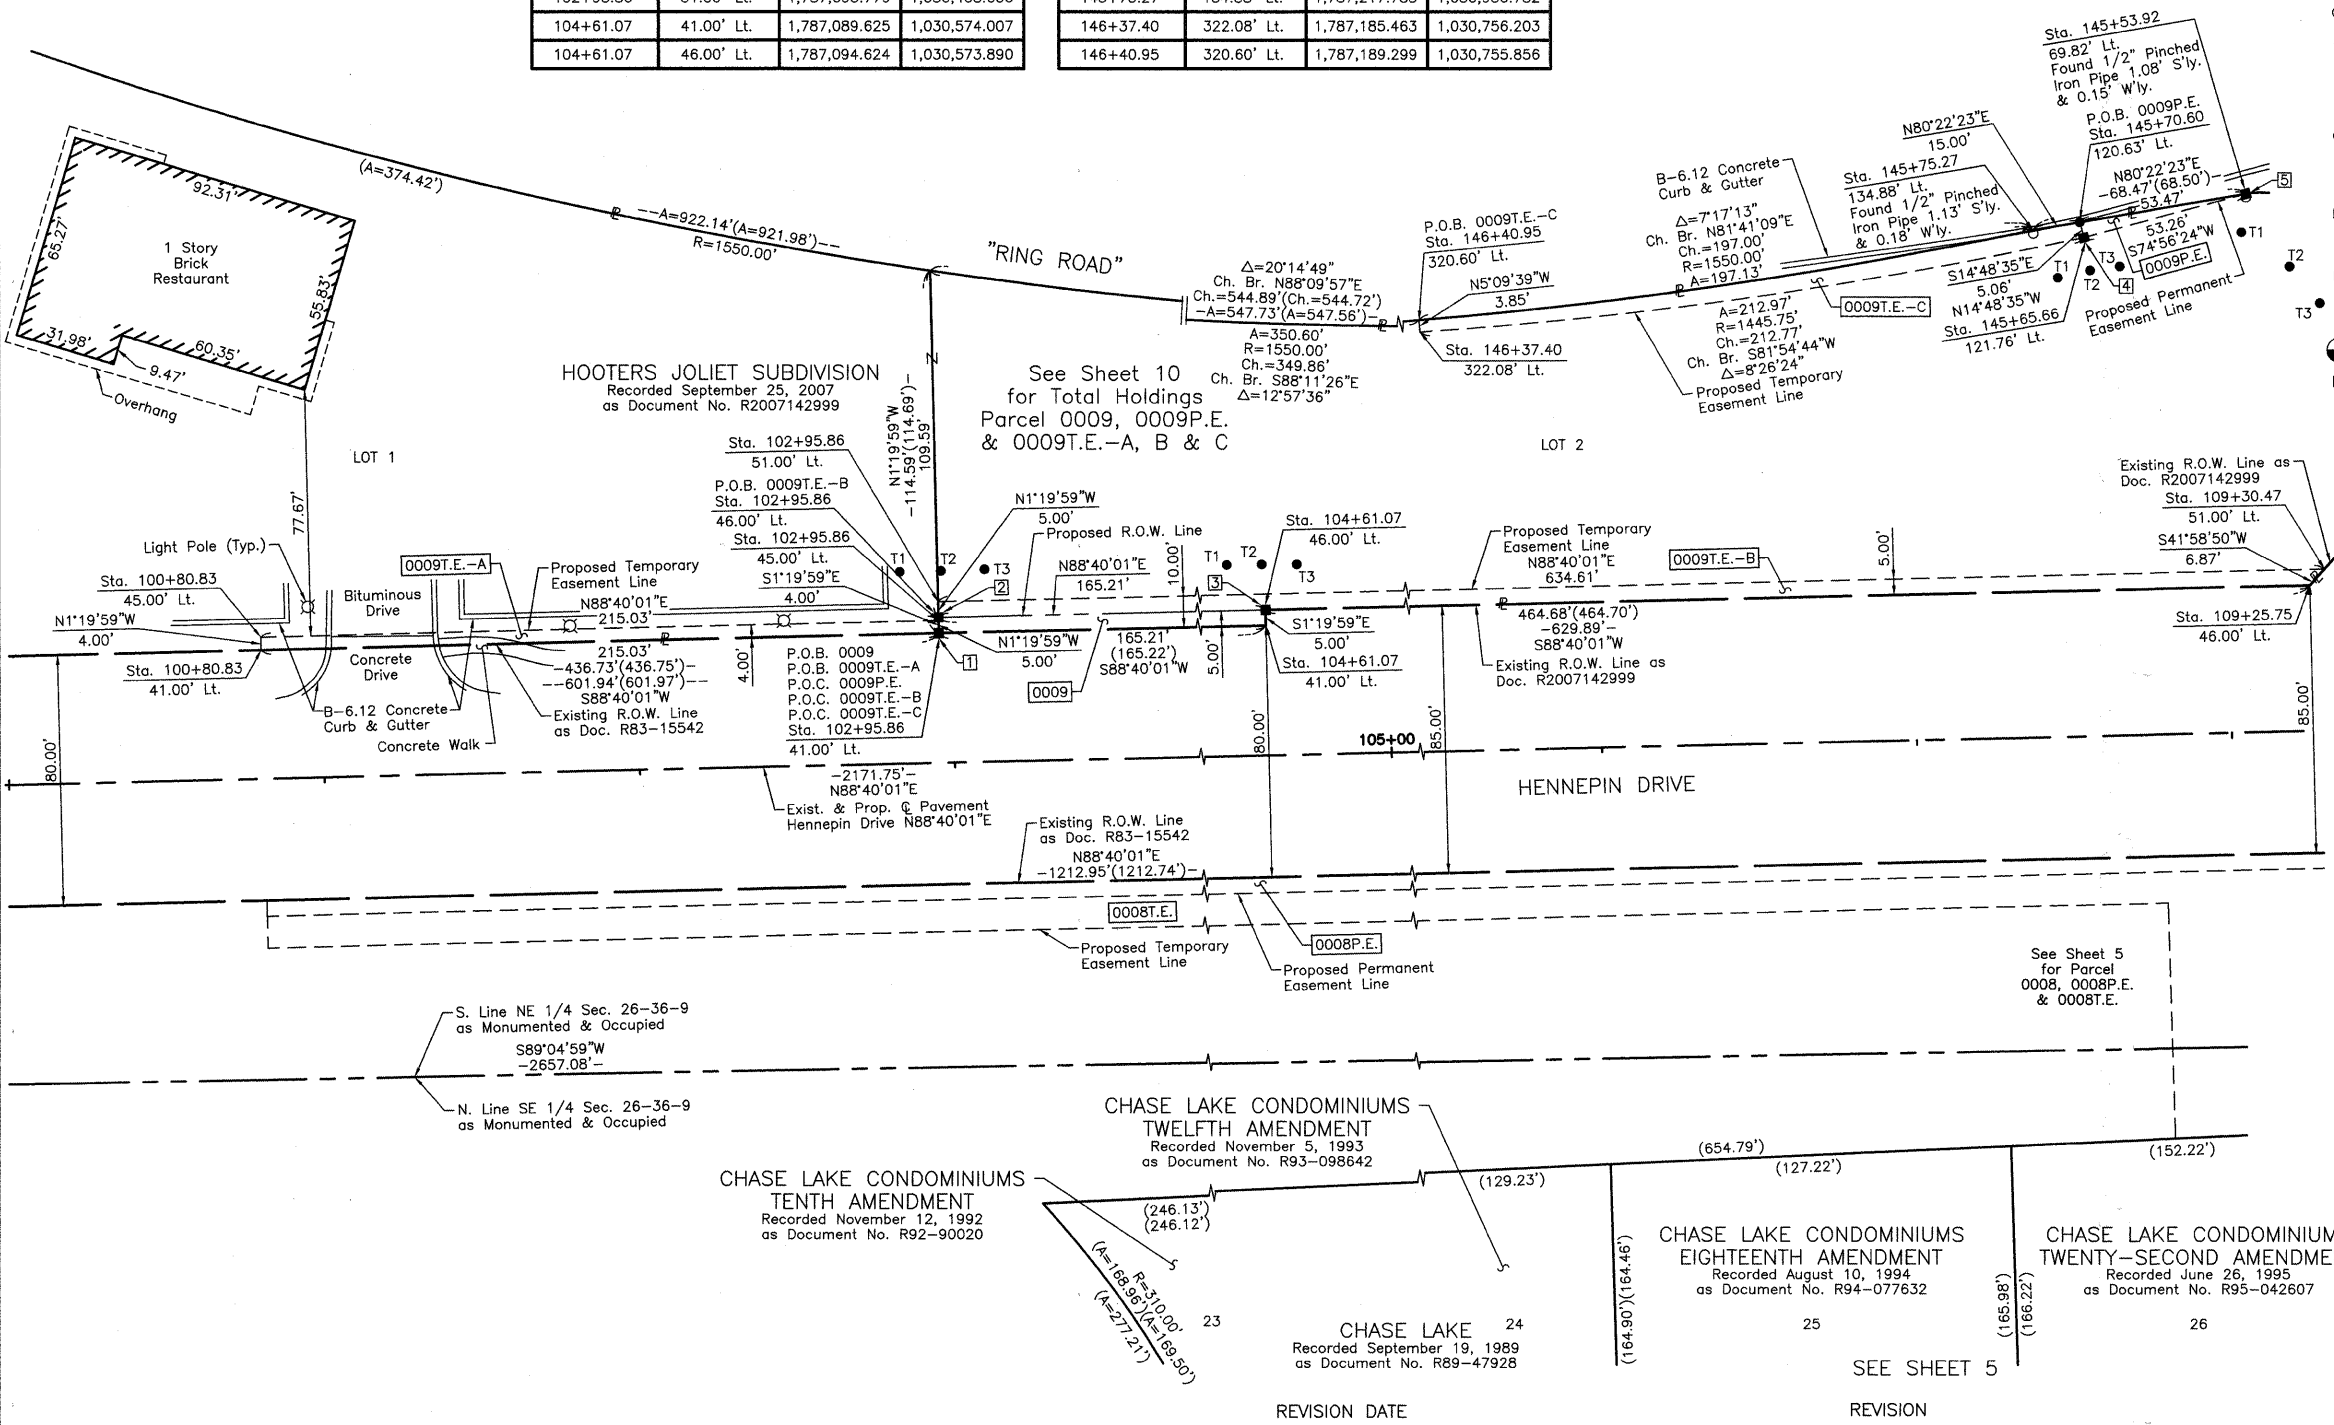 104+61.07 41.00' Lt. 1,787,089.625 1,030,574.007
104+61.07 46.00' Lt. 1,787,094.624 1,030,573.890
146+37.40 322.08' Lt. 1,787,185.463 1,030,756.203
146+40.95 320.60' Lt. 1,787,189.299 1,030,755.856
(A=374.42')
92.31'
65.27'
1 Story
Brick
Restaurant
55.83'
31.98'
60.35'
9.47'
Overhang
--A=922.14'(A=921.98')--
R=1550.00'
"RING ROAD"
HOOTERS JOLIET SUBDIVISION
Recorded September 25, 2007
as Document No. R2007142999
LOT 1
77.67'
N1°19'59"W
-114.59'(114.69')-
109.59'
See Sheet 10
for Total Holdings
Parcel 0009, 0009P.E.
& 0009T.E.-A, B & C
Δ=20°14'49"
Ch. Br. N88°09'57"E
Ch.=544.89'(Ch.=544.72')
-A=547.73'(A=547.56')-
A=350.60'
R=1550.00'
Ch.=349.86'
Ch. Br. S88°11'26"E
Δ=12°57'36"
P.O.B. 0009T.E.-C
Sta. 146+40.95
320.60' Lt.
N5°09'39"W
3.85'
Sta. 146+37.40
322.08' Lt.
B-6.12 Concrete
Curb & Gutter
Δ=7°17'13"
Ch. Br. N81°41'09"E
Ch.=197.00'
R=1550.00'
A=197.13'
0009T.E.-C
A=212.97'
R=1445.75'
Ch.=212.77'
Ch. Br. S81°54'44"W
Δ=8°26'24"
Proposed Temporary
Easement Line
Sta. 145+75.27
134.88' Lt.
Found 1/2" Pinched
Iron Pipe 1.13' S'ly.
& 0.18' W'ly.
N80°22'23"E
15.00'
Sta. 145+53.92
69.82' Lt.
Found 1/2" Pinched
Iron Pipe 1.08' S'ly.
& 0.15' W'ly.
P.O.B. 0009P.E.
Sta. 145+70.60
120.63' Lt.
N80°22'23"E
-68.47'(68.50')-
53.47'
5
53.26'
S74°56'24"W
0009P.E.
S14°48'35"E
5.06'
N14°48'35"W
Sta. 145+65.66
121.76' Lt.
T1
T2
T3
4
Proposed Permanent
Easement Line
T1
T2
T3
LOT 2
Light Pole (Typ.)
Sta. 100+80.83
45.00' Lt.
N1°19'59"W
4.00'
Sta. 100+80.83
41.00' Lt.
Bituminous
Drive
Concrete
Drive
B-6.12 Concrete
Curb & Gutter
Concrete Walk
0009T.E.-A
Proposed Temporary
Easement Line
N88°40'01"E
215.03'
215.03'
-436.73'(436.75')-
--601.94'(601.97')--
S88°40'01"W
Existing R.O.W. Line
as Doc. R83-15542
4.00'
Sta. 102+95.86
51.00' Lt.
P.O.B. 0009T.E.-B
Sta. 102+95.86
46.00' Lt.
Sta. 102+95.86
45.00' Lt.
S1°19'59"E
4.00'
T1
T2
T3
2
P.O.B. 0009
P.O.B. 0009T.E.-A
P.O.C. 0009P.E.
P.O.C. 0009T.E.-B
P.O.C. 0009T.E.-C
Sta. 102+95.86
41.00' Lt.
1
N1°19'59"W
5.00'
Proposed R.O.W. Line
N88°40'01"E
165.21'
10.00'
N1°19'59"W
5.00'
165.21'
(165.22')
S88°40'01"W
0009
5.00'
T1
T2
T3
3
Sta. 104+61.07
46.00' Lt.
S1°19'59"E
5.00'
Sta. 104+61.07
41.00' Lt.
Proposed Temporary
Easement Line
N88°40'01"E
634.61'
0009T.E.-B
5.00'
464.68'(464.70')
-629.89'-
S88°40'01"W
Existing R.O.W. Line as
Doc. R2007142999
Existing R.O.W. Line as
Doc. R2007142999
Sta. 109+30.47
51.00' Lt.
S41°58'50"W
6.87'
Sta. 109+25.75
46.00' Lt.
80.00'
80.00'
85.00'
85.00'
105+00
HENNEPIN DRIVE
-2171.75'-
N88°40'01"E
Exist. & Prop. ℄ Pavement
Hennepin Drive N88°40'01"E
Existing R.O.W. Line
as Doc. R83-15542
N88°40'01"E
-1212.95'(1212.74')-
0008T.E.
Proposed Temporary
Easement Line
0008P.E.
Proposed Permanent
Easement Line
See Sheet 5
for Parcel
0008, 0008P.E.
& 0008T.E.
S. Line NE 1/4 Sec. 26-36-9
as Monumented & Occupied
S89°04'59"W
-2657.08'-
N. Line SE 1/4 Sec. 26-36-9
as Monumented & Occupied
CHASE LAKE CONDOMINIUMS
TENTH AMENDMENT
Recorded November 12, 1992
as Document No. R92-90020
CHASE LAKE CONDOMINIUMS
TWELFTH AMENDMENT
Recorded November 5, 1993
as Document No. R93-098642
(246.13')
(246.12')
(129.23')
(654.79')
(127.22')
(152.22')
R=310.00'
(A=168.96')(A=169.50')
(A=277.21')
23
24
CHASE LAKE
Recorded September 19, 1989
as Document No. R89-47928
(164.90')(164.46')
CHASE LAKE CONDOMINIUMS
EIGHTEENTH AMENDMENT
Recorded August 10, 1994
as Document No. R94-077632
25
(165.98')
(166.22')
CHASE LAKE CONDOMINIUM
TWENTY-SECOND AMENDME
Recorded June 26, 1995
as Document No. R95-042607
26
SEE SHEET 5
REVISION DATE
REVISION